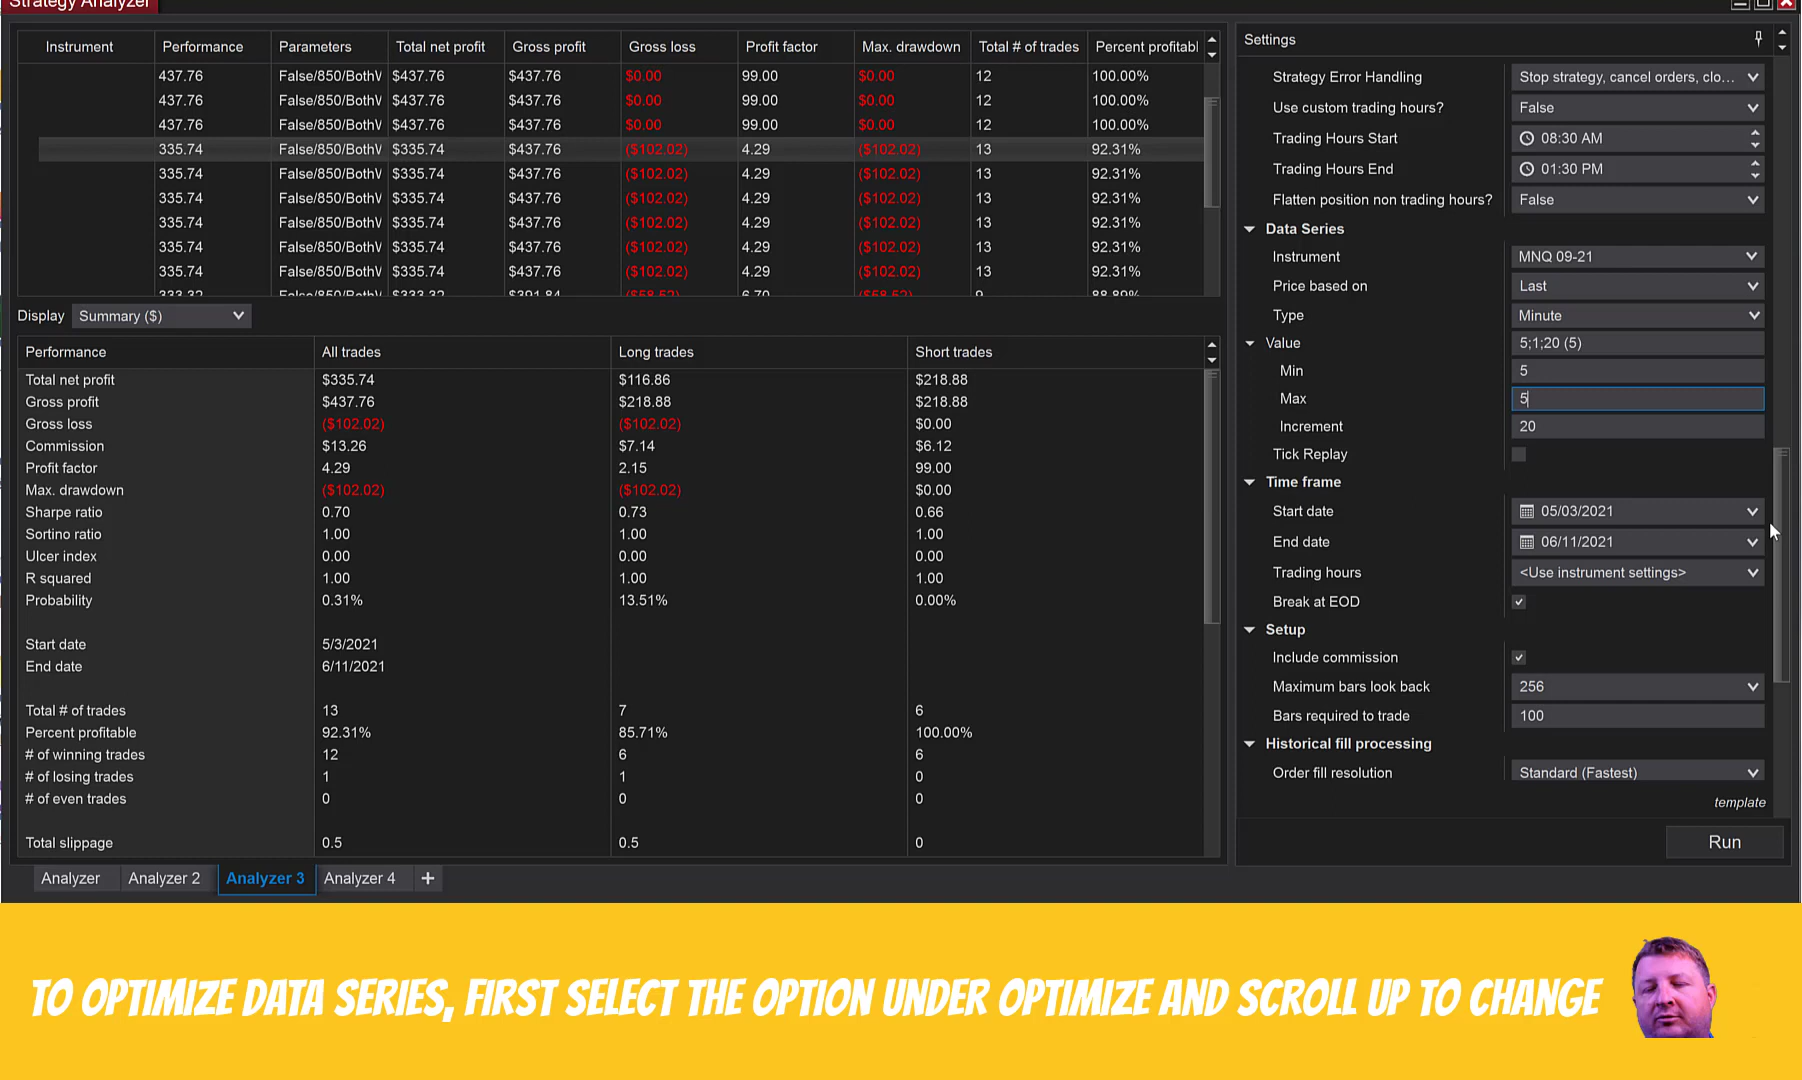 Strategy Analyzer
Instrument Performance Parameters Total net profit Gross profit Gross loss Profit factor Max. drawdown Total # of trades Percent profitabl
437.76 False/850/BothV $437.76 $437.76 $0.00 99.00 $0.00 12 100.00%
437.76 False/850/BothV $437.76 $437.76 $0.00 99.00 $0.00 12 100.00%
437.76 False/850/BothV $437.76 $437.76 $0.00 99.00 $0.00 12 100.00%
335.74 False/850/BothV $335.74 $437.76 ($102.02) 4.29 ($102.02) 13 92.31%
335.74 False/850/BothV $335.74 $437.76 ($102.02) 4.29 ($102.02) 13 92.31%
335.74 False/850/BothV $335.74 $437.76 ($102.02) 4.29 ($102.02) 13 92.31%
335.74 False/850/BothV $335.74 $437.76 ($102.02) 4.29 ($102.02) 13 92.31%
335.74 False/850/BothV $335.74 $437.76 ($102.02) 4.29 ($102.02) 13 92.31%
335.74 False/850/BothV $335.74 $437.76 ($102.02) 4.29 ($102.02) 13 92.31%
333.32 False/850/BothV $333.32 $391.84 ($58.52) 6.70 ($58.52) 9 88.89%
Display Summary ($)
Performance All trades Long trades Short trades
Total net profit $335.74 $116.86 $218.88
Gross profit $437.76 $218.88 $218.88
Gross loss ($102.02) ($102.02) $0.00
Commission $13.26 $7.14 $6.12
Profit factor 4.29 2.15 99.00
Max. drawdown ($102.02) ($102.02) $0.00
Sharpe ratio 0.70 0.73 0.66
Sortino ratio 1.00 1.00 1.00
Ulcer index 0.00 0.00 0.00
R squared 1.00 1.00 1.00
Probability 0.31% 13.51% 0.00%
Start date 5/3/2021
End date 6/11/2021
Total # of trades 13 7 6
Percent profitable 92.31% 85.71% 100.00%
# of winning trades 12 6 6
# of losing trades 1 1 0
# of even trades 0 0 0
Total slippage 0.5 0.5 0
Analyzer Analyzer 2 Analyzer 3 Analyzer 4 +
Settings
Strategy Error Handling Stop strategy, cancel orders, clo...
Use custom trading hours? False
Trading Hours Start 08:30 AM
Trading Hours End 01:30 PM
Flatten position non trading hours? False
Data Series
Instrument MNQ 09-21
Price based on Last
Type Minute
Value 5;1;20 (5)
Min 5
Max 5
Increment 20
Tick Replay
Time frame
Start date 05/03/2021
End date 06/11/2021
Trading hours <Use instrument settings>
Break at EOD
Setup
Include commission
Maximum bars look back 256
Bars required to trade 100
Historical fill processing
Order fill resolution Standard (Fastest)
template
Run
TO OPTIMIZE DATA SERIES, FIRST SELECT THE OPTION UNDER OPTIMIZE AND SCROLL UP TO CHANGE